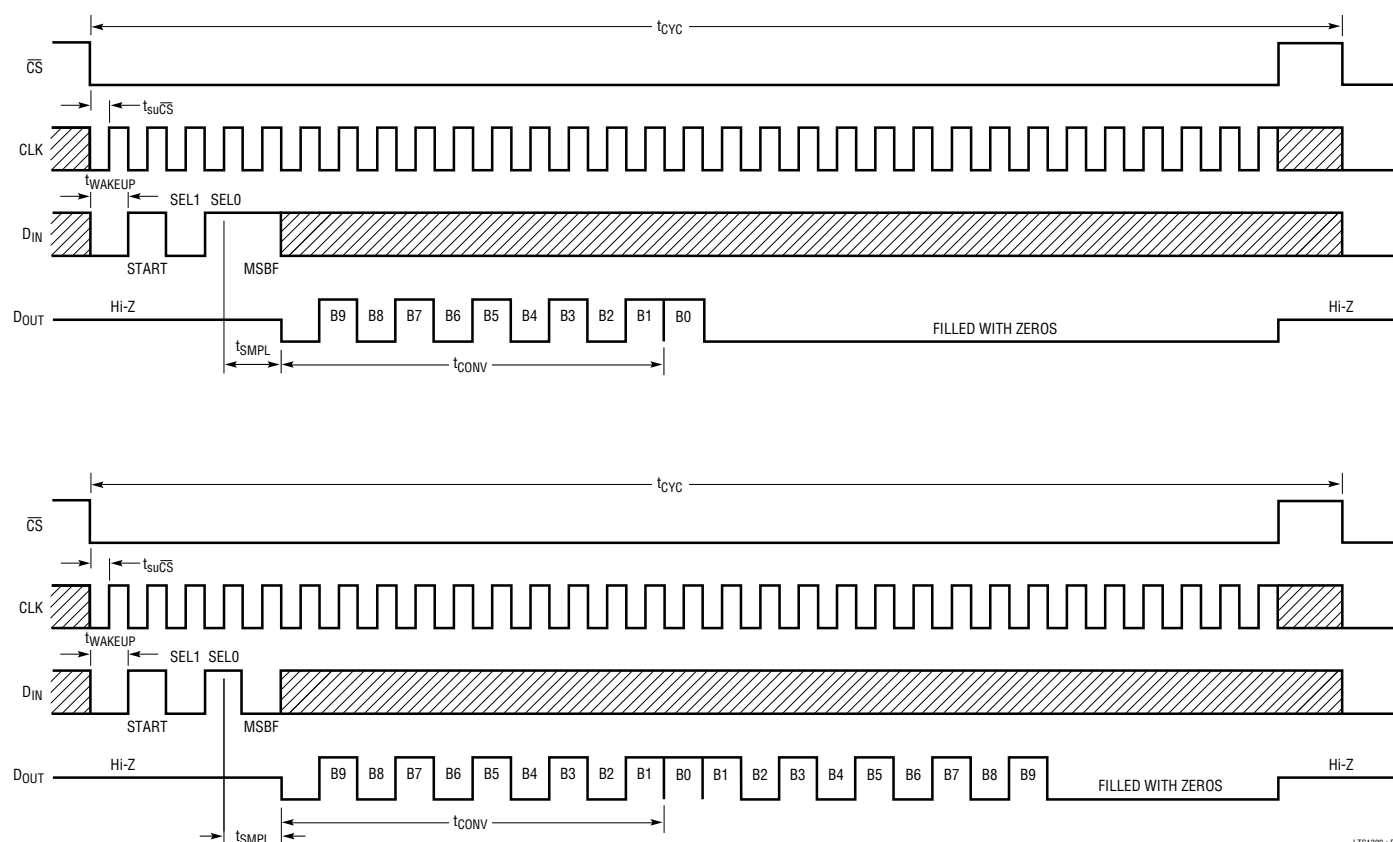 tCYC
CS
tsuCS
CLK
tWAKEUP
SEL1 SEL0
DIN
START MSBF
Hi-Z
DOUT
B9 B8 B7 B6 B5 B4 B3 B2 B1 B0
FILLED WITH ZEROS
Hi-Z
tSMPL
tCONV
tCYC
CS
tsuCS
CLK
tWAKEUP
SEL1 SEL0
DIN
START MSBF
Hi-Z
DOUT
B9 B8 B7 B6 B5 B4 B3 B2 B1 B0 B1 B2 B3 B4 B5 B6 B7 B8 B9
FILLED WITH ZEROS
Hi-Z
tSMPL
tCONV